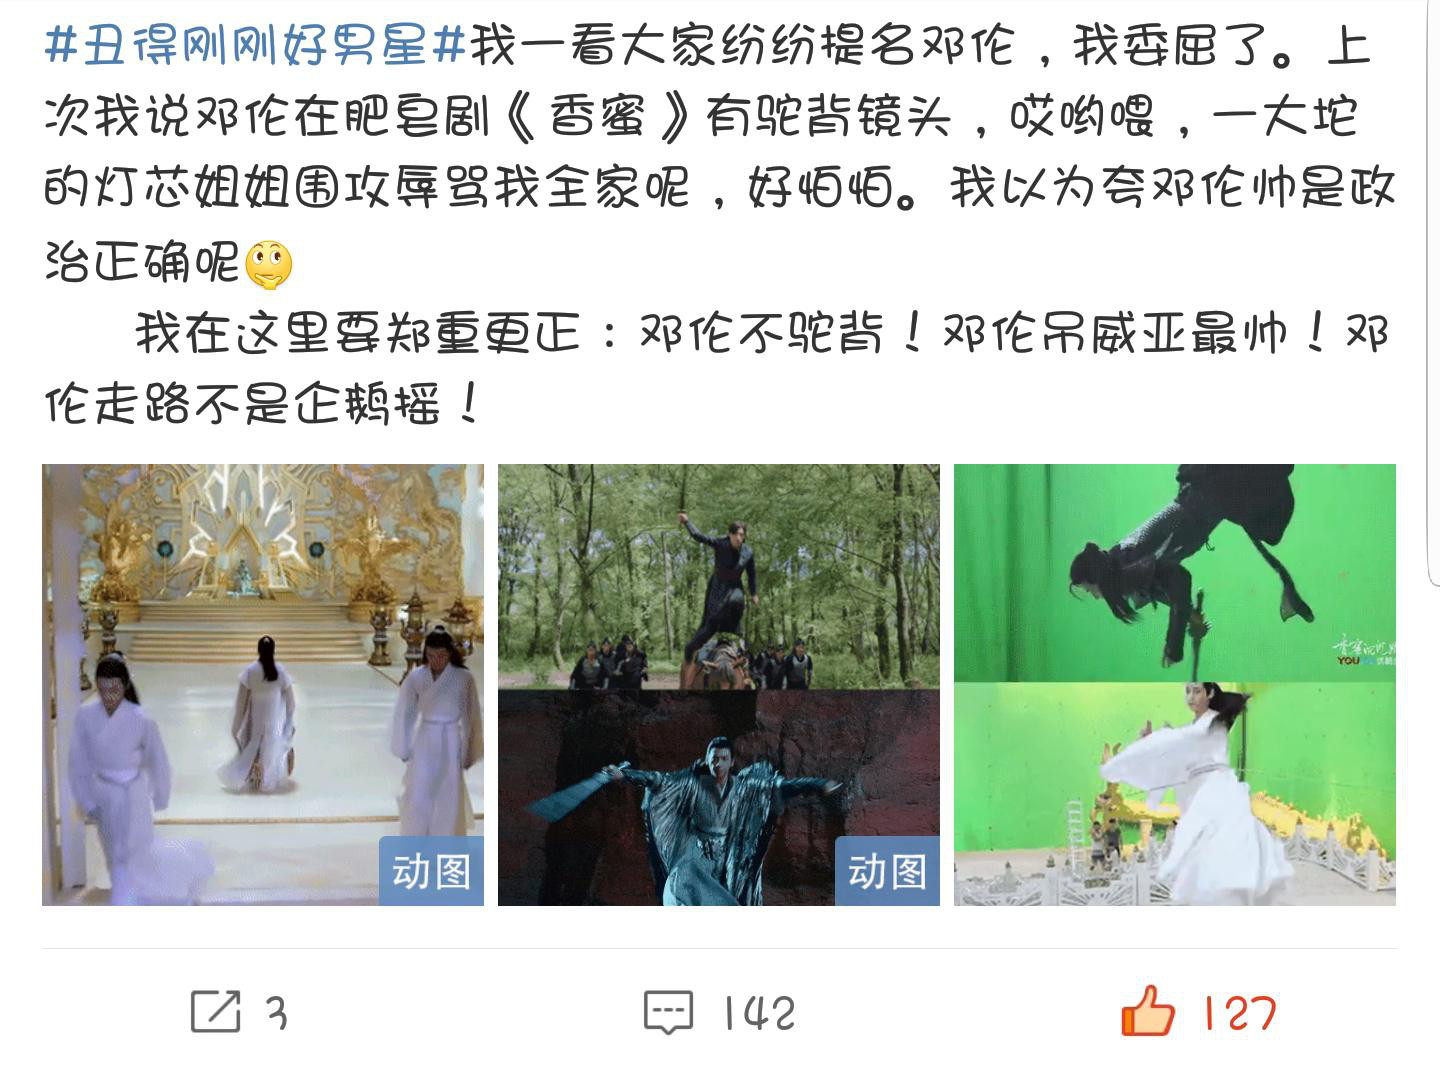 #丑得刚刚好男星#我一看大家纷纷提名邓伦，我委屈了。上
次我说邓伦在肥皂剧《香蜜》有驼背镜头，哎哟喂，一大坨
的灯芯姐姐围攻辱骂我全家呢，好怕怕。我以为夸邓伦帅是政
治正确呢🤔
我在这里要郑重更正：邓伦不驼背！邓伦吊威亚最帅！邓
伦走路不是企鹅摇！
动图
动图
YOU
3
142
127